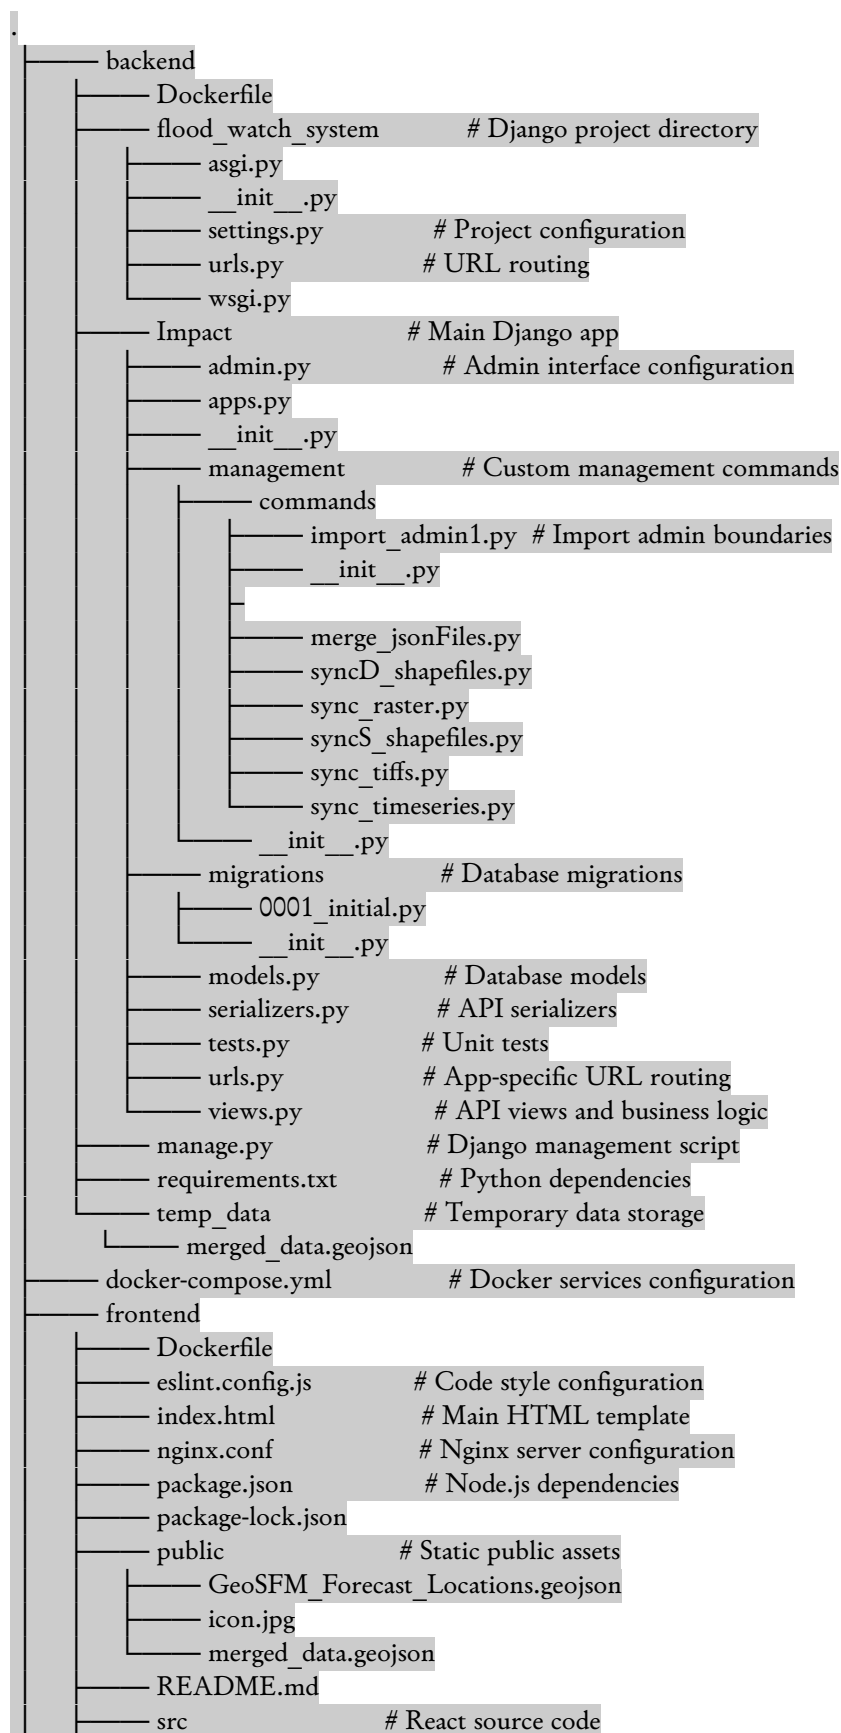 .
├── backend
│   ├── Dockerfile
│   ├── flood_watch_system # Django project directory
│   │   ├── asgi.py
│   │   ├── __init__.py
│   │   ├── settings.py # Project configuration
│   │   ├── urls.py # URL routing
│   │   └── wsgi.py
│   ├── Impact # Main Django app
│   │   ├── admin.py # Admin interface configuration
│   │   ├── apps.py
│   │   ├── __init__.py
│   │   ├── management # Custom management commands
│   │   │   ├── commands
│   │   │   │   ├── import_admin1.py # Import admin boundaries
│   │   │   │   ├── __init__.py
│   │   │   │   ├
│   │   │   │   ├── merge_jsonFiles.py
│   │   │   │   ├── syncD_shapefiles.py
│   │   │   │   ├── sync_raster.py
│   │   │   │   ├── syncS_shapefiles.py
│   │   │   │   ├── sync_tiffs.py
│   │   │   │   └── sync_timeseries.py
│   │   │   └── __init__.py
│   │   ├── migrations # Database migrations
│   │   │   ├── 0001_initial.py
│   │   │   └── __init__.py
│   │   ├── models.py # Database models
│   │   ├── serializers.py # API serializers
│   │   ├── tests.py # Unit tests
│   │   ├── urls.py # App-specific URL routing
│   │   └── views.py # API views and business logic
│   ├── manage.py # Django management script
│   ├── requirements.txt # Python dependencies
│   └── temp_data # Temporary data storage
│       └── merged_data.geojson
├── docker-compose.yml # Docker services configuration
├── frontend
│   ├── Dockerfile
│   ├── eslint.config.js # Code style configuration
│   ├── index.html # Main HTML template
│   ├── nginx.conf # Nginx server configuration
│   ├── package.json # Node.js dependencies
│   ├── package-lock.json
│   ├── public # Static public assets
│   │   ├── GeoSFM_Forecast_Locations.geojson
│   │   ├── icon.jpg
│   │   └── merged_data.geojson
│   ├── README.md
│   ├── src # React source code